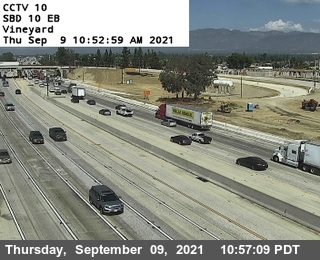 CCTV 10
SBD 10 EB
Vineyard
Thu Sep  9 10:52:59 AM 2021
Thursday, September 09, 2021 10:57:09 PDT